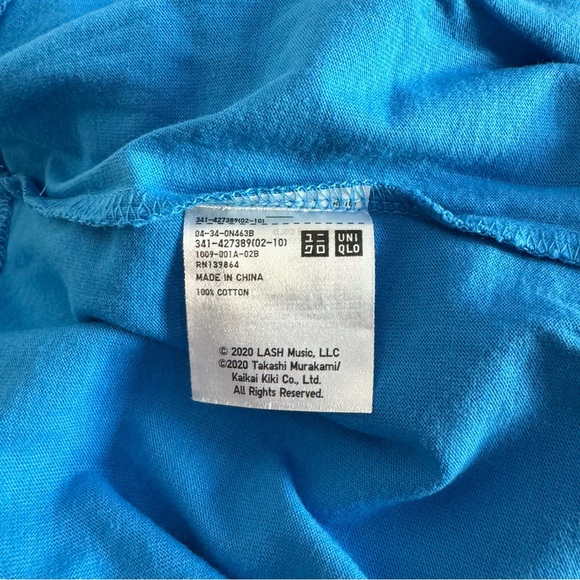 341-427389(02-10)
04-34-0N463B
341-427389(02-10)
1009-001A-02B
RN139864
MADE IN CHINA
100% COTTON
ユニ
クロ
UNI
QLO
© 2020 LASH Music, LLC
©2020 Takashi Murakami/
Kaikai Kiki Co., Ltd.
All Rights Reserved.